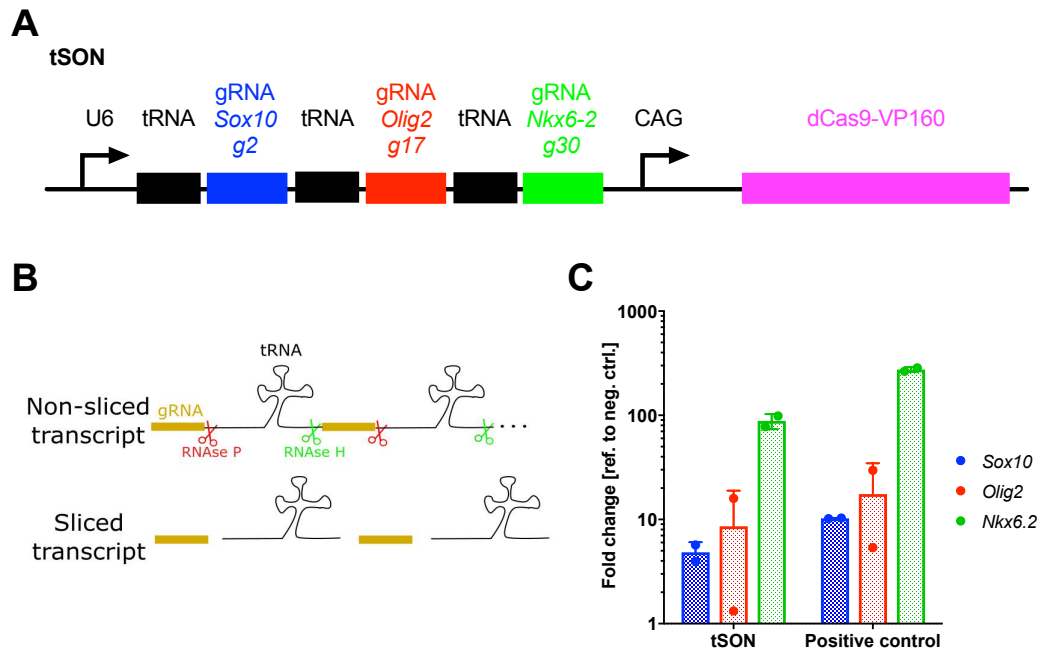 A
tSON
U6 tRNA gRNA Sox10 g2 tRNA gRNA Olig2 g17 tRNA gRNA Nkx6-2 g30 CAG dCas9-VP160
B
Non-sliced
transcript
gRNA
tRNA
RNAse P
RNAse H
...
Sliced
transcript
C
Fold change [ref. to neg. ctrl.]
1000
100
10
1
tSON Positive control
Sox10
Olig2
Nkx6.2